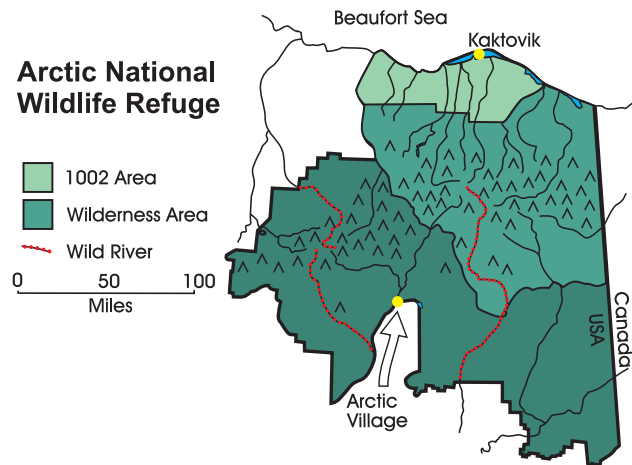 Beaufort Sea
Kaktovik
Arctic National
Wildlife Refuge
1002 Area
Wilderness Area
Wild River
0 50 100
Miles
Arctic
Village
USA
Canada